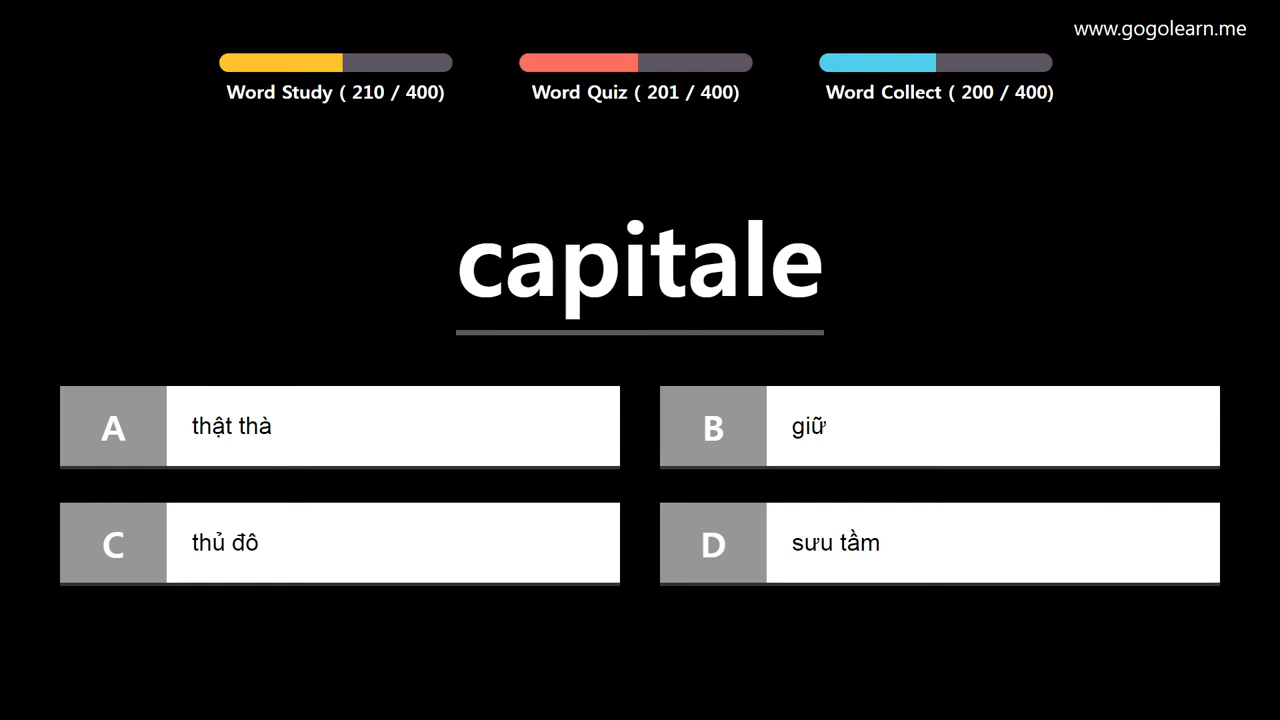 www.gogolearn.me
Word Study ( 210 / 400)
Word Quiz ( 201 / 400)
Word Collect ( 200 / 400)
capitale
A thật thà
B giữ
C thủ đô
D sưu tầm